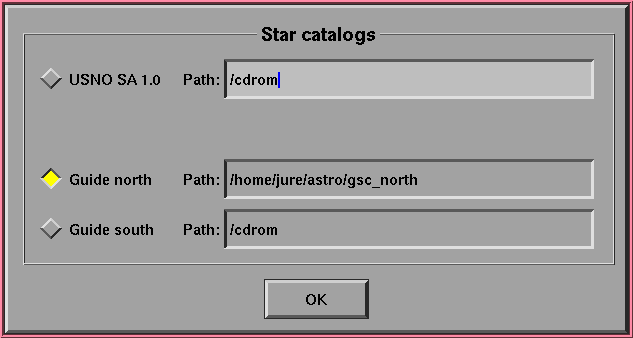 Star catalogs
USNO SA 1.0 Path: /cdrom
Guide north Path: /home/jure/astro/gsc_north
Guide south Path: /cdrom
OK